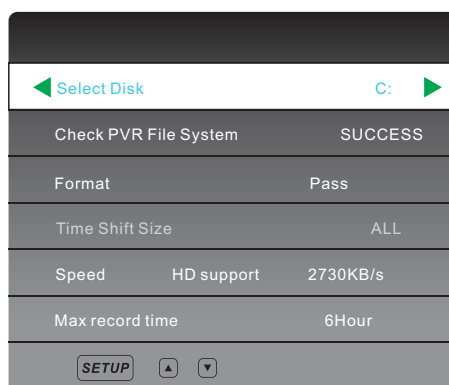 Select Disk C:
Check PVR File System SUCCESS
Format Pass
Time Shift Size ALL
Speed HD support 2730KB/s
Max record time 6Hour
SETUP